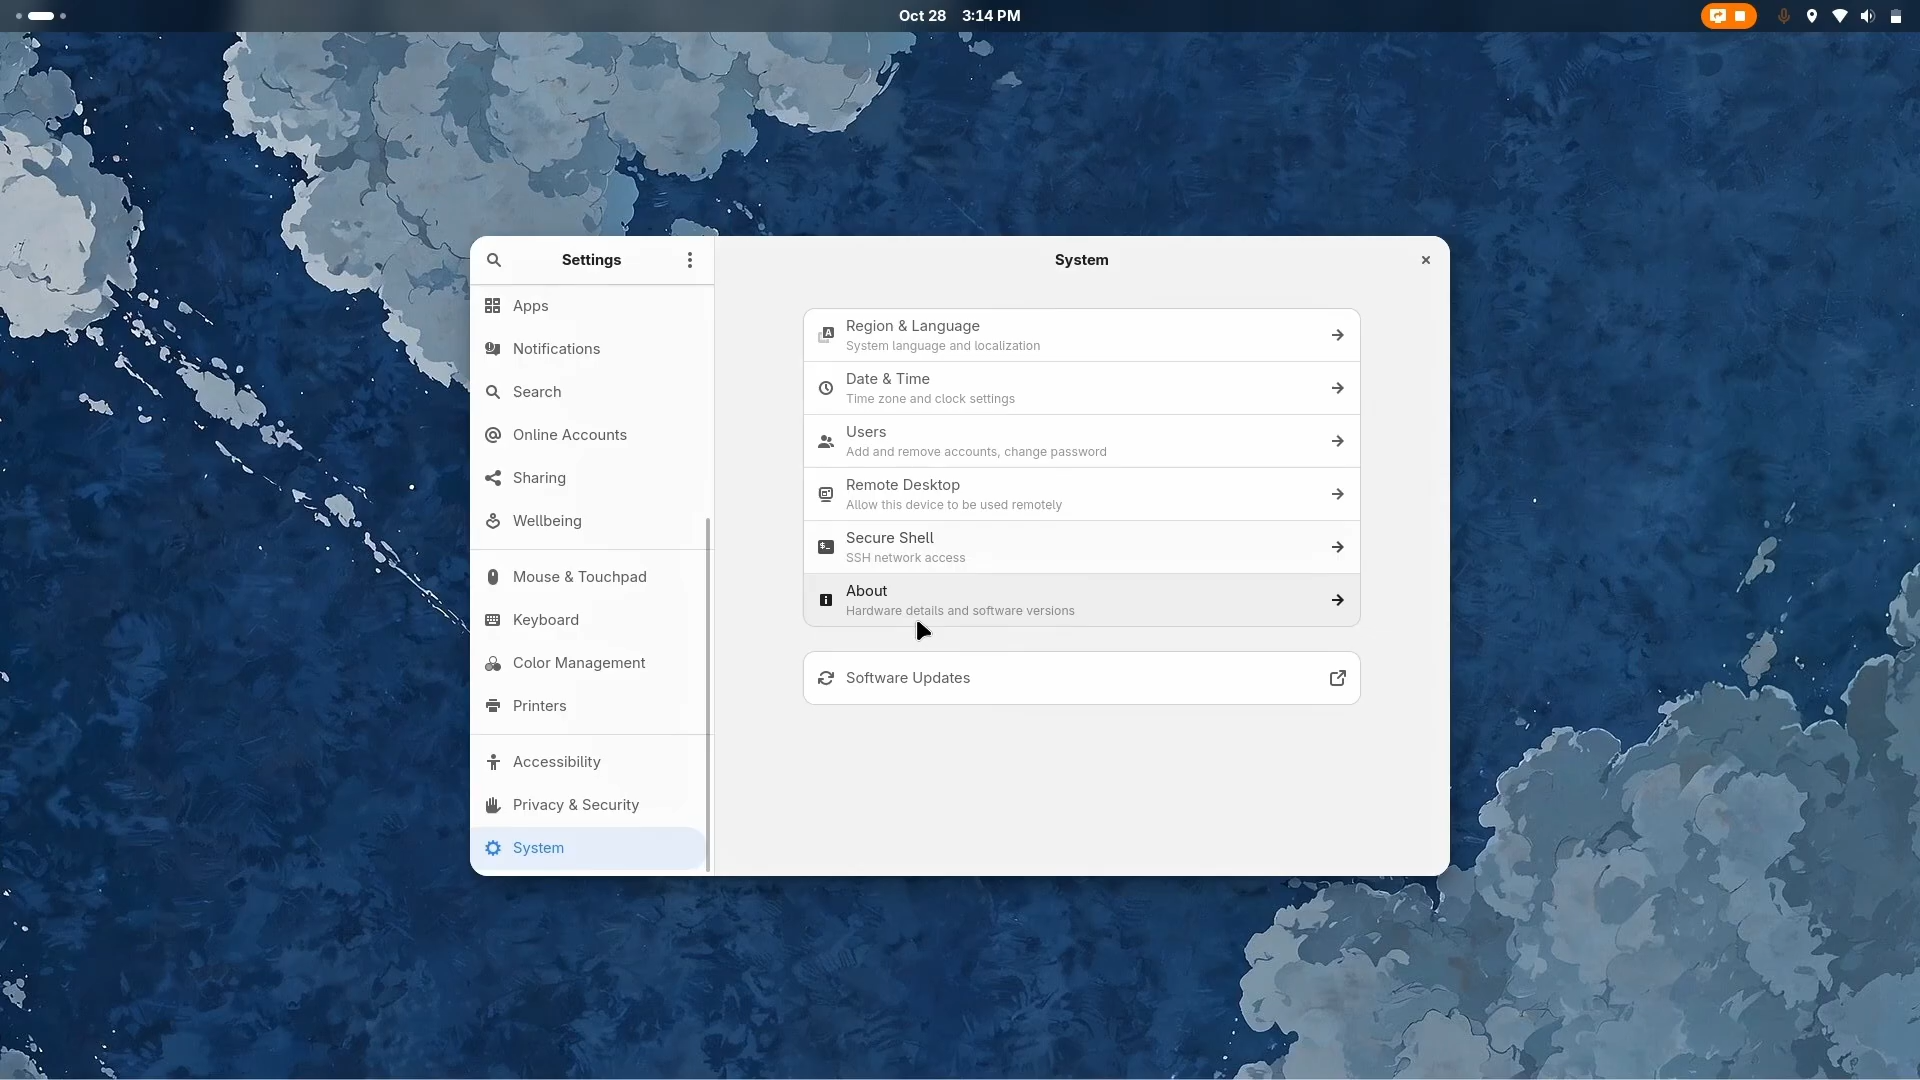 Oct 28 3:14 PM
Settings
Apps
Notifications
Search
Online Accounts
Sharing
Wellbeing
Mouse & Touchpad
Keyboard
Color Management
Printers
Accessibility
Privacy & Security
System
System
Region & Language
System language and localization
Date & Time
Time zone and clock settings
Users
Add and remove accounts, change password
Remote Desktop
Allow this device to be used remotely
Secure Shell
SSH network access
About
Hardware details and software versions
Software Updates